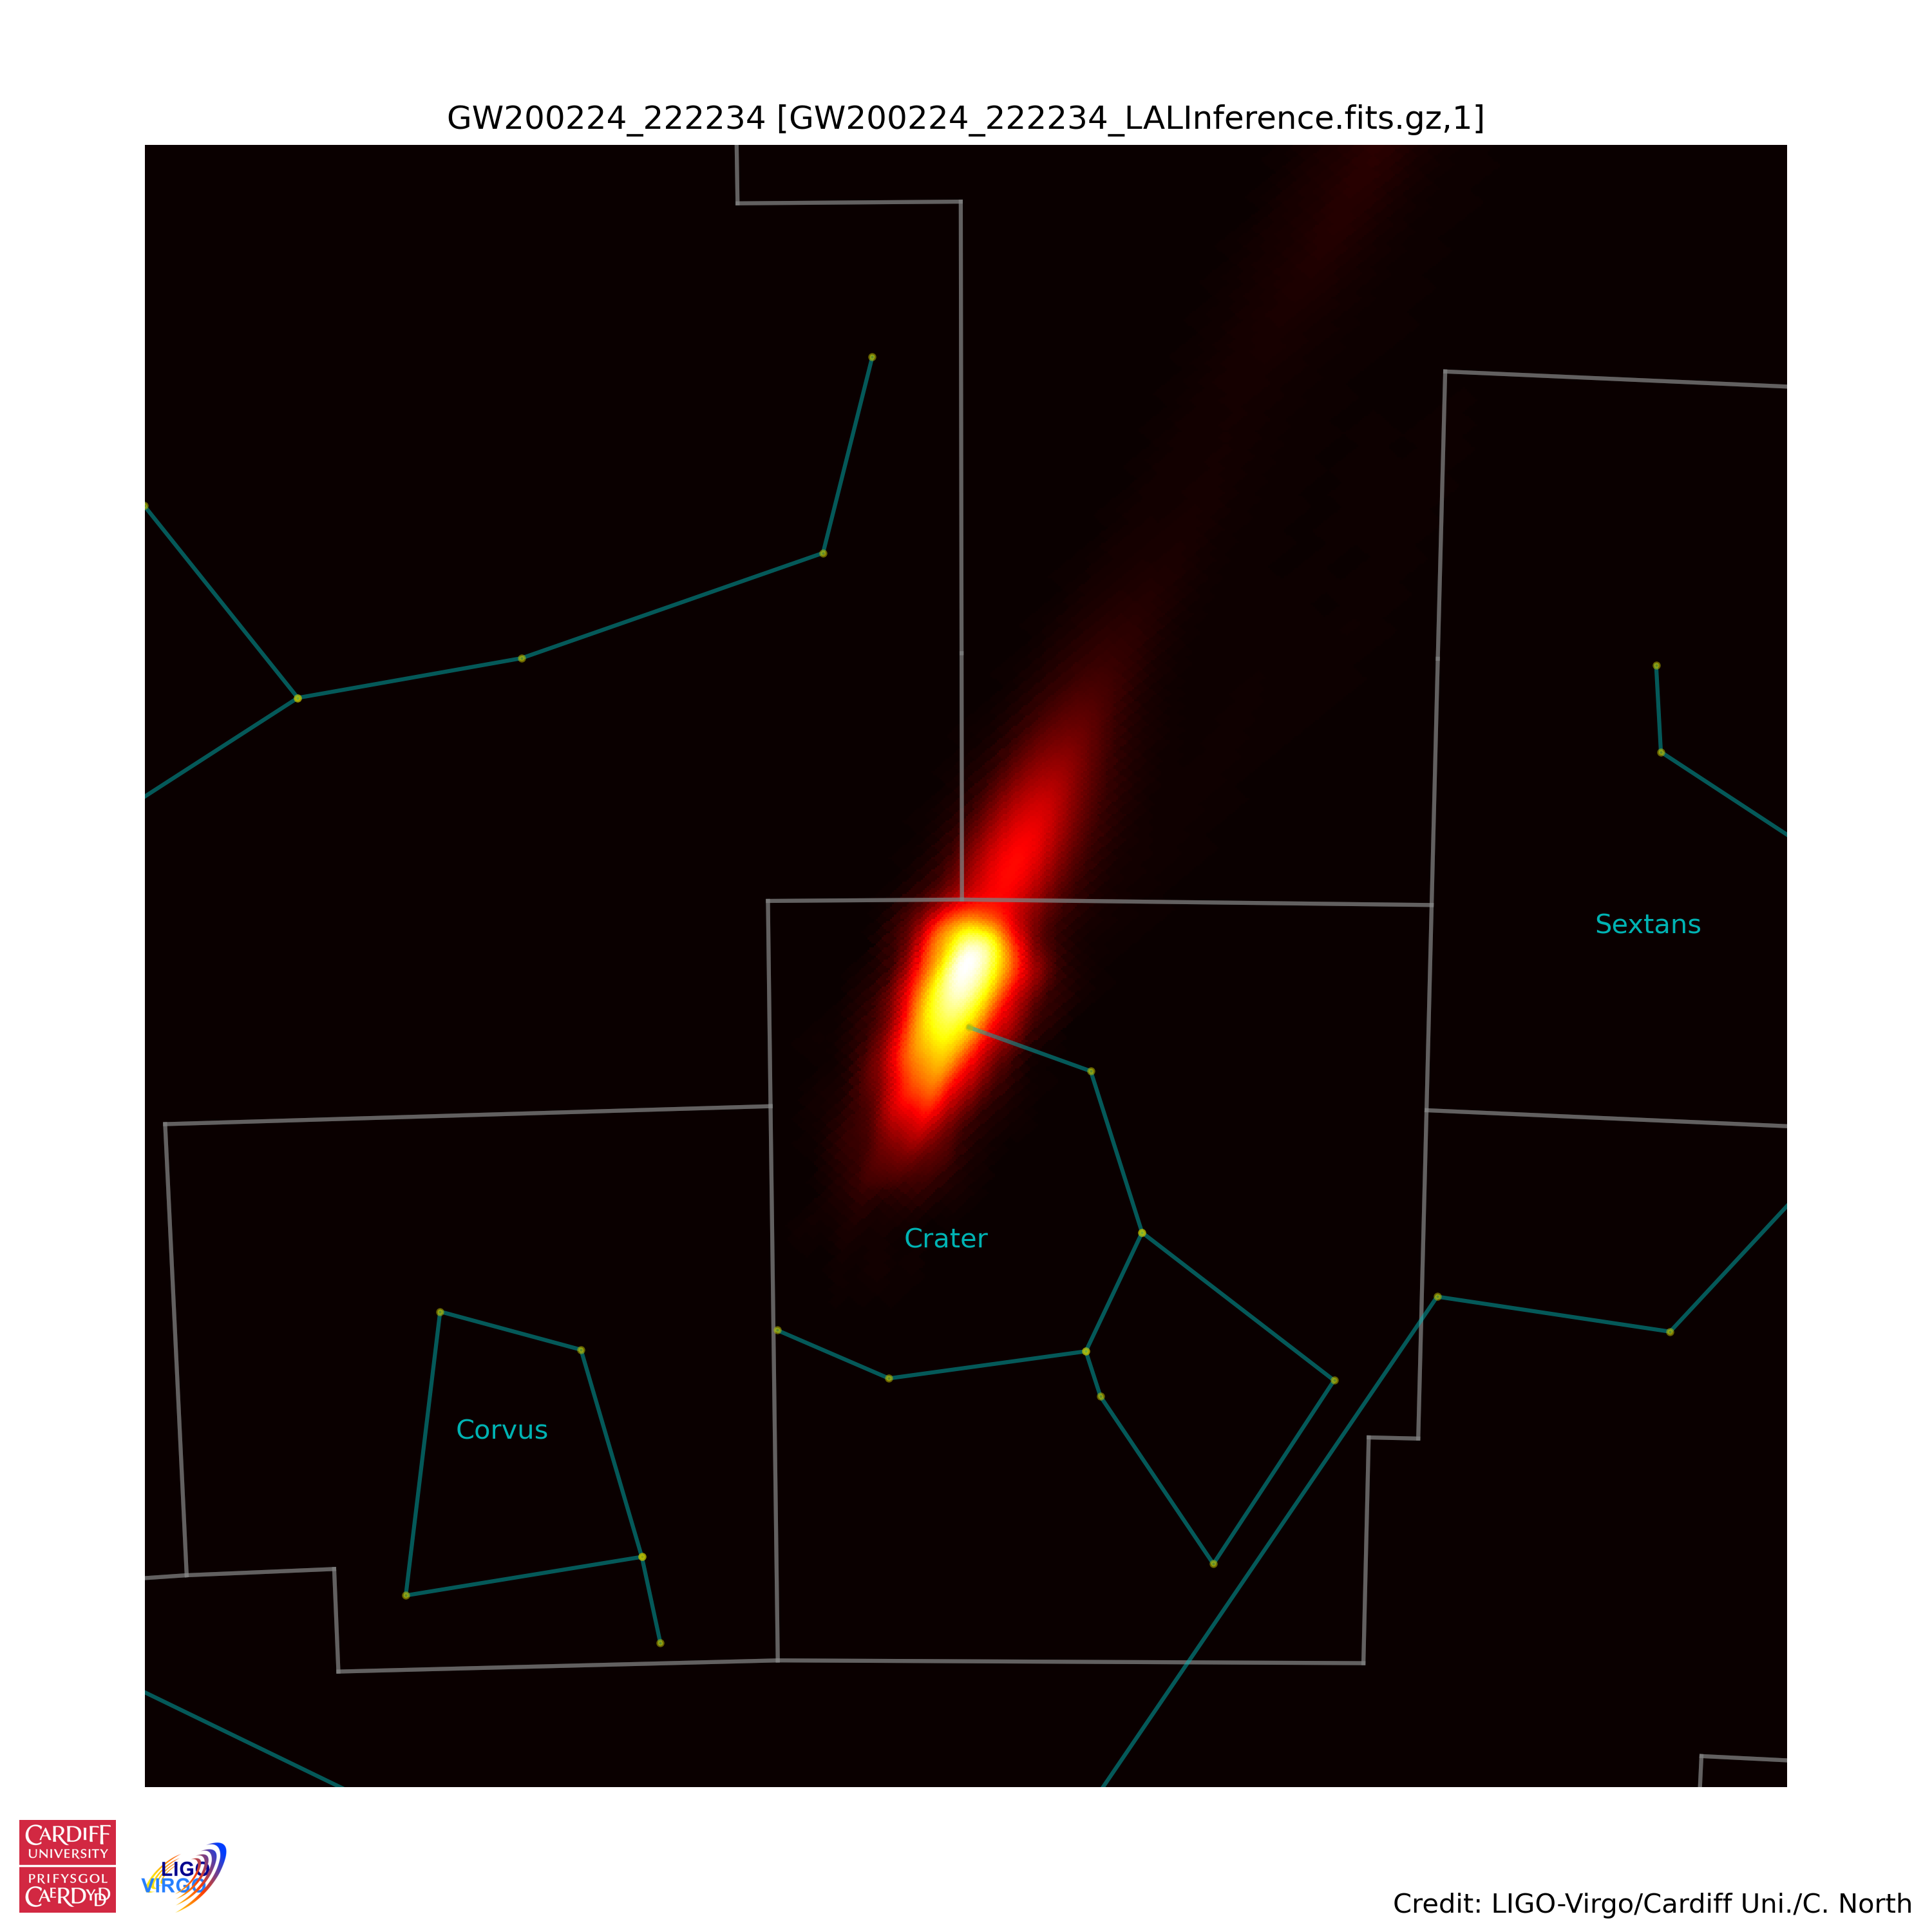 GW200224_222234 [GW200224_222234_LALInference.fits.gz,1]
Sextans
Crater
Corvus
CARDIFF
UNIVERSITY
PRIFYSGOL
CAERDYDD
LIGO
VIRGO
Credit: LIGO-Virgo/Cardiff Uni./C. North